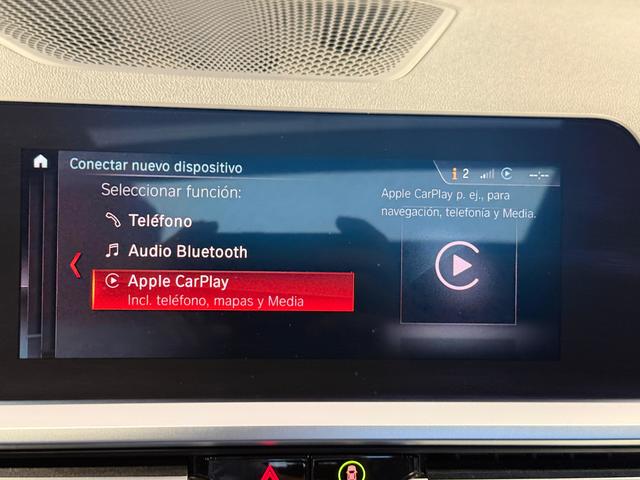 Conectar nuevo dispositivo
2
--:--
Seleccionar función:
Teléfono
Audio Bluetooth
Apple CarPlay
Incl. teléfono, mapas y Media
Apple CarPlay p. ej., para
navegación, telefonía y Media.